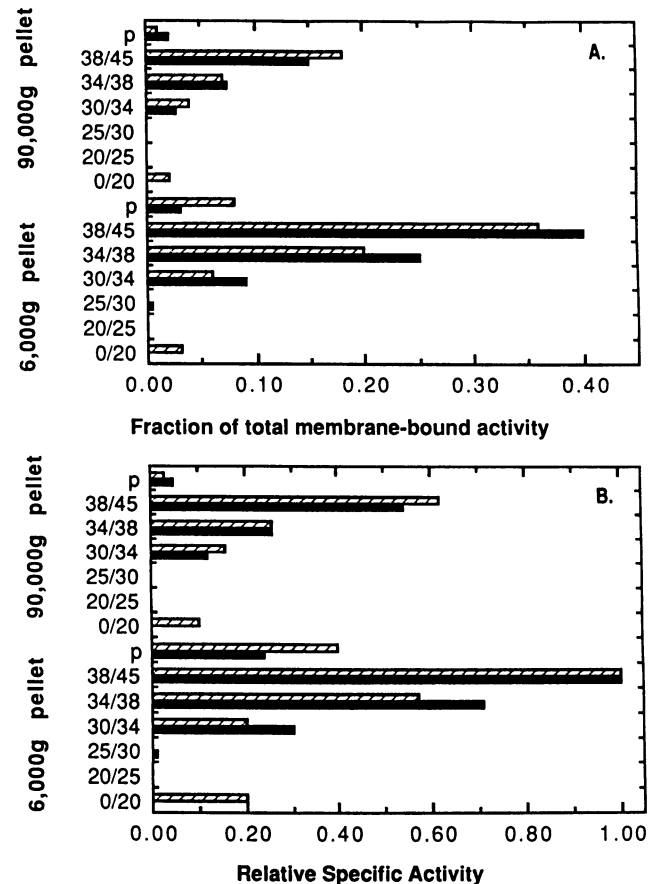 A.
90,000g pellet
p
38/45
34/38
30/34
25/30
20/25
0/20
6,000g pellet
p
38/45
34/38
30/34
25/30
20/25
0/20
0.00 0.10 0.20 0.30 0.40
Fraction of total membrane-bound activity
B.
90,000g pellet
p
38/45
34/38
30/34
25/30
20/25
0/20
6,000g pellet
p
38/45
34/38
30/34
25/30
20/25
0/20
0.00 0.20 0.40 0.60 0.80 1.00
Relative Specific Activity